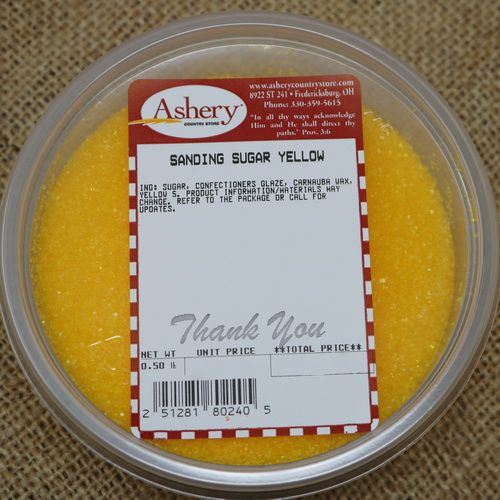 Ashery
COUNTRY STORE
www.asherycountrystore.com
8922 ST 241 • Fredericksburg, OH
Phone: 330-359-5615
"In all thy ways acknowledge
Him and He shall direct thy
paths." Prov. 3:6
SANDING SUGAR YELLOW
ING: SUGAR, CONFECTIONERS GLAZE, CARNAUBA WAX,
YELLOW 5. PRODUCT INFORMATION/MATERIALS MAY
CHANGE. REFER TO THE PACKAGE OR CALL FOR
UPDATES.
Thank You
NET WT UNIT PRICE **TOTAL PRICE**
0.50 lb
2 51281 80240 5